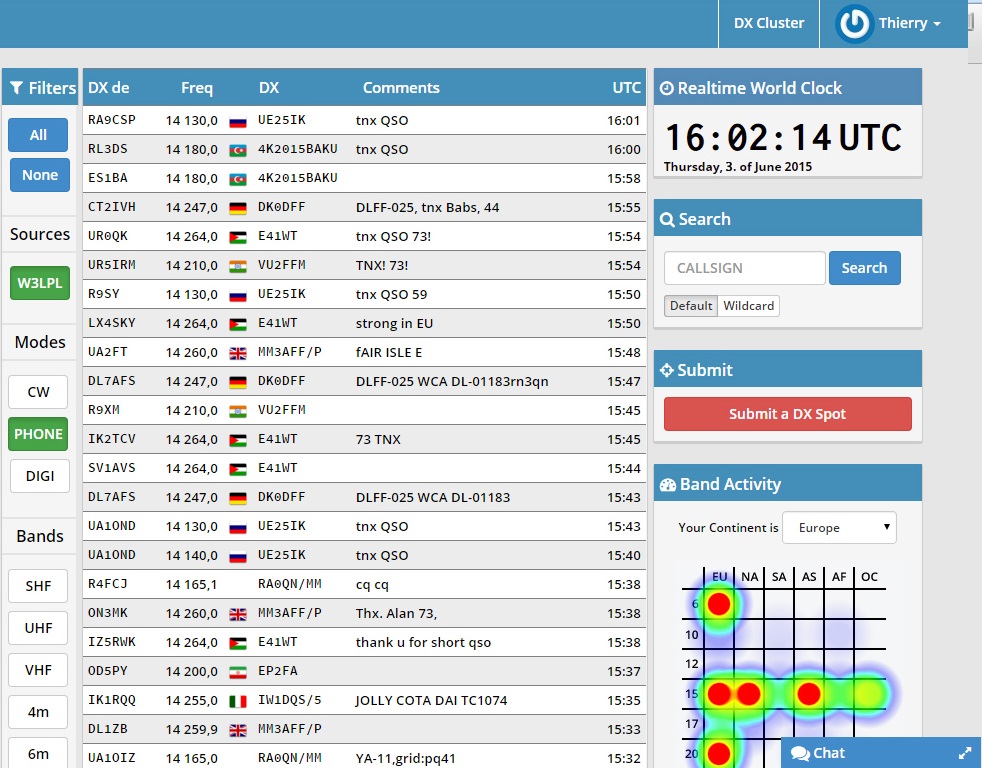 DX Cluster Thierry
Filters
All
None
Sources
W3LPL
Modes
CW
PHONE
DIGI
Bands
SHF
UHF
VHF
4m
6m
DX de Freq DX Comments UTC
RA9CSP 14 130,0 UE25IK tnx QSO 16:01
RL3DS 14 180,0 4K2015BAKU tnx QSO 16:00
ES1BA 14 180,0 4K2015BAKU 15:58
CT2IVH 14 247,0 DK0DFF DLFF-025, tnx Babs, 44 15:55
UR0QK 14 264,0 E41WT tnx QSO 73! 15:54
UR5IRM 14 210,0 VU2FFM TNX! 73! 15:54
R9SY 14 130,0 UE25IK tnx QSO 59 15:50
LX4SKY 14 264,0 E41WT strong in EU 15:50
UA2FT 14 260,0 MM3AFF/P fAIR ISLE E 15:48
DL7AFS 14 247,0 DK0DFF DLFF-025 WCA DL-01183rn3qn 15:47
R9XM 14 210,0 VU2FFM 15:45
IK2TCV 14 264,0 E41WT 73 TNX 15:45
SV1AVS 14 264,0 E41WT 15:44
DL7AFS 14 247,0 DK0DFF DLFF-025 WCA DL-01183 15:43
UA1OND 14 130,0 UE25IK tnx QSO 15:43
UA1OND 14 140,0 UE25IK tnx QSO 15:40
R4FCJ 14 165,1 RA0QN/MM cq cq 15:38
ON3MK 14 260,0 MM3AFF/P Thx. Alan 73, 15:38
IZ5RWK 14 264,0 E41WT thank u for short qso 15:38
OD5PY 14 200,0 EP2FA 15:37
IK1RQQ 14 255,0 IW1DQS/5 JOLLY COTA DAI TC1074 15:35
DL1ZB 14 259,9 MM3AFF/P 15:33
UA1OIZ 14 165,0 RA0QN/MM YA-11,grid:pq41 15:32
Realtime World Clock
16:02:14 UTC
Thursday, 3. of June 2015
Search
CALLSIGN Search
Default Wildcard
Submit
Submit a DX Spot
Band Activity
Your Continent is Europe
EU NA SA AS AF OC
6
10
12
15
17
20
Chat